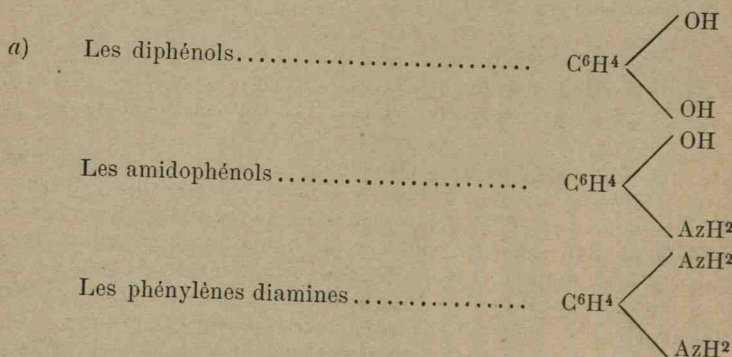 OH
a) Les diphénols........................... C⁶H⁴
OH
OH
Les amidophénols....................... C⁶H⁴
AzH²
AzH²
Les phénylènes diamines................ C⁶H⁴
AzH²